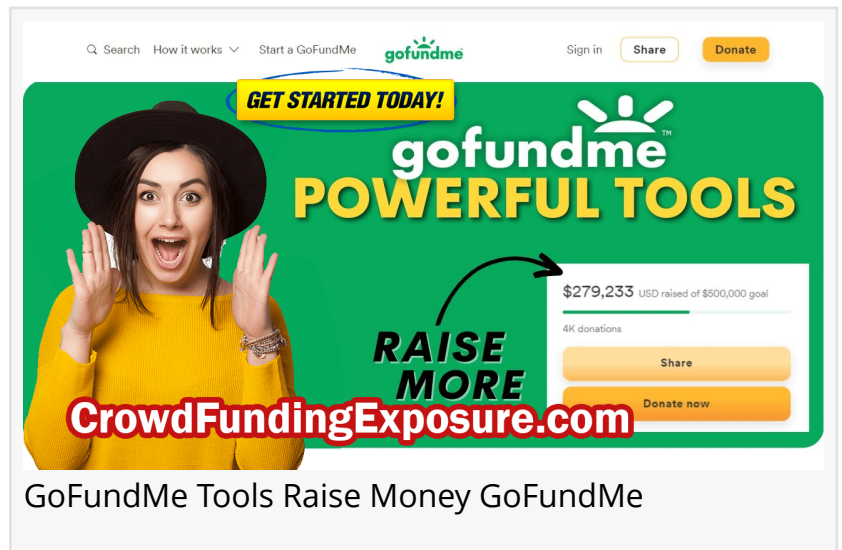 Search How it works Start a GoFundMe gofundme Sign in Share Donate
GET STARTED TODAY!
gofundme™
POWERFUL TOOLS
$279,233 USD raised of $500,000 goal
4K donations
RAISE
MORE
Share
Donate now
CrowdFundingExposure.com
GoFundMe Tools Raise Money GoFundMe